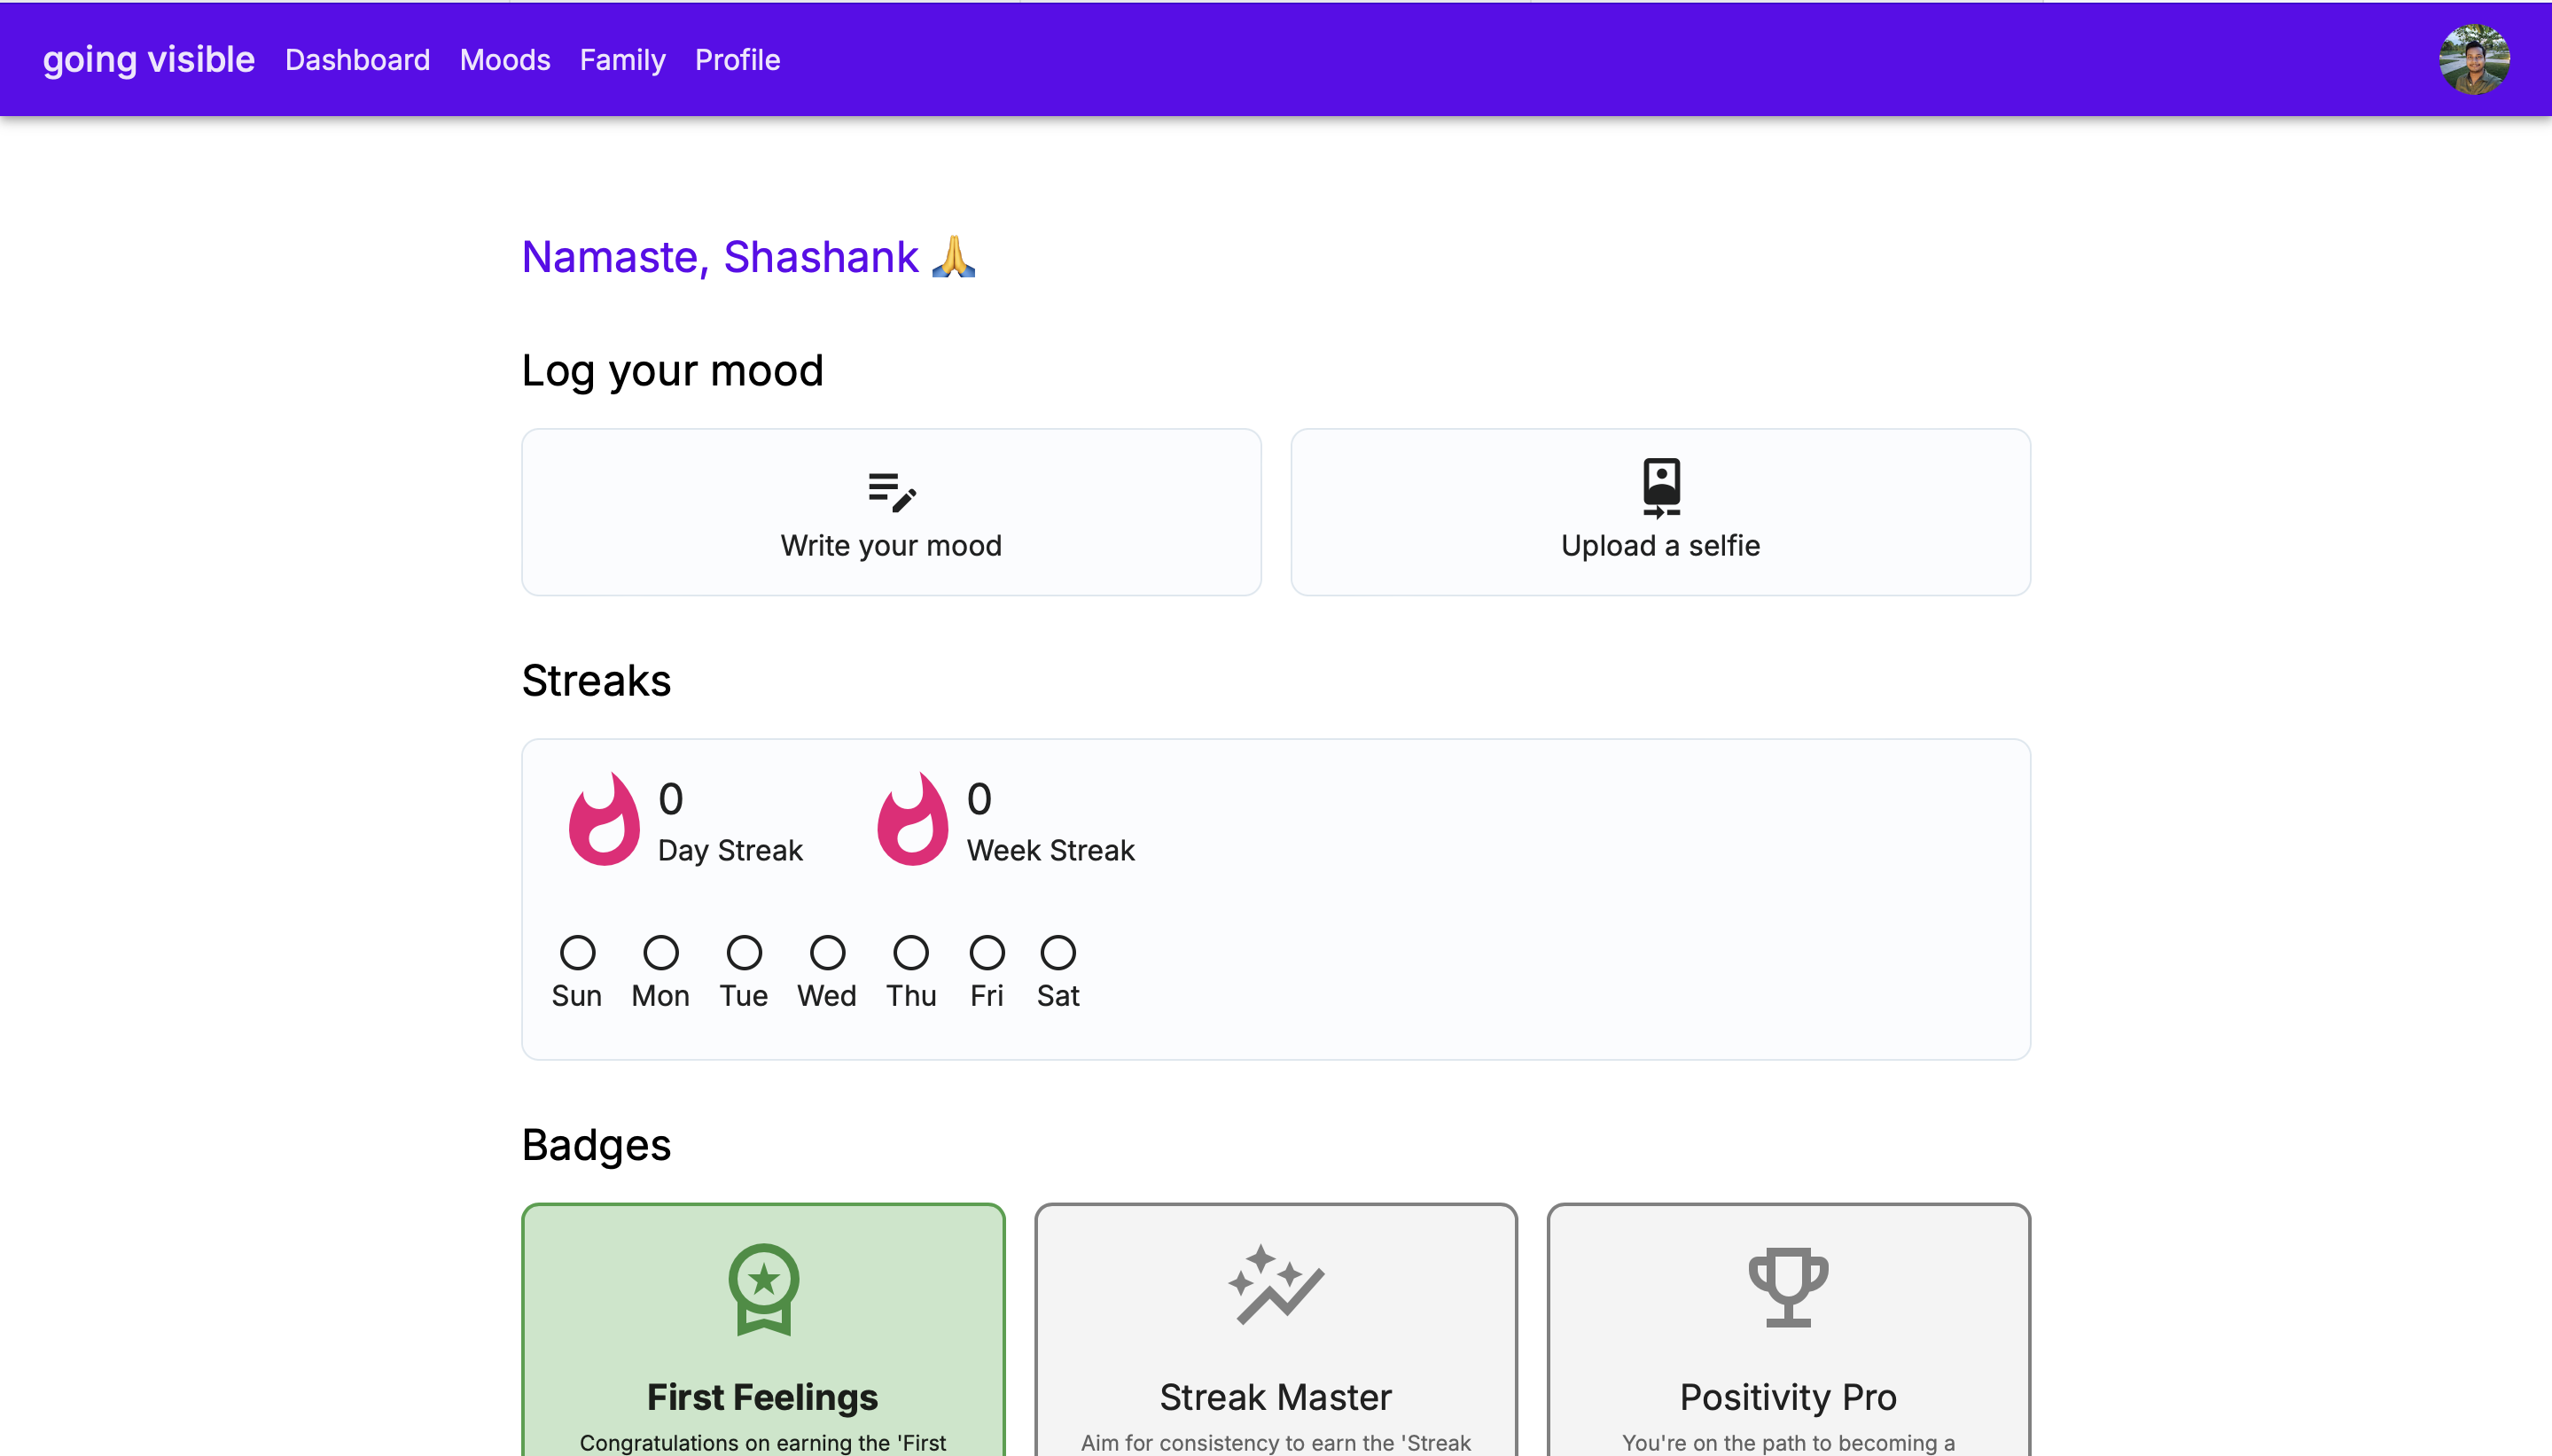 going visible Dashboard Moods Family Profile
Namaste, Shashank 🙏
Log your mood
Write your mood
Upload a selfie
Streaks
0
Day Streak
0
Week Streak
Sun Mon Tue Wed Thu Fri Sat
Badges
First Feelings
Congratulations on earning the 'First
Streak Master
Aim for consistency to earn the 'Streak
Positivity Pro
You're on the path to becoming a